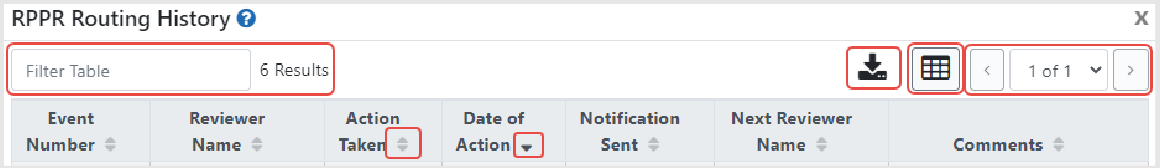 RPPR Routing History ? X
Filter Table 6 Results < 1 of 1 >
Event Number
Reviewer Name
Action Taken
Date of Action
Notification Sent
Next Reviewer Name
Comments